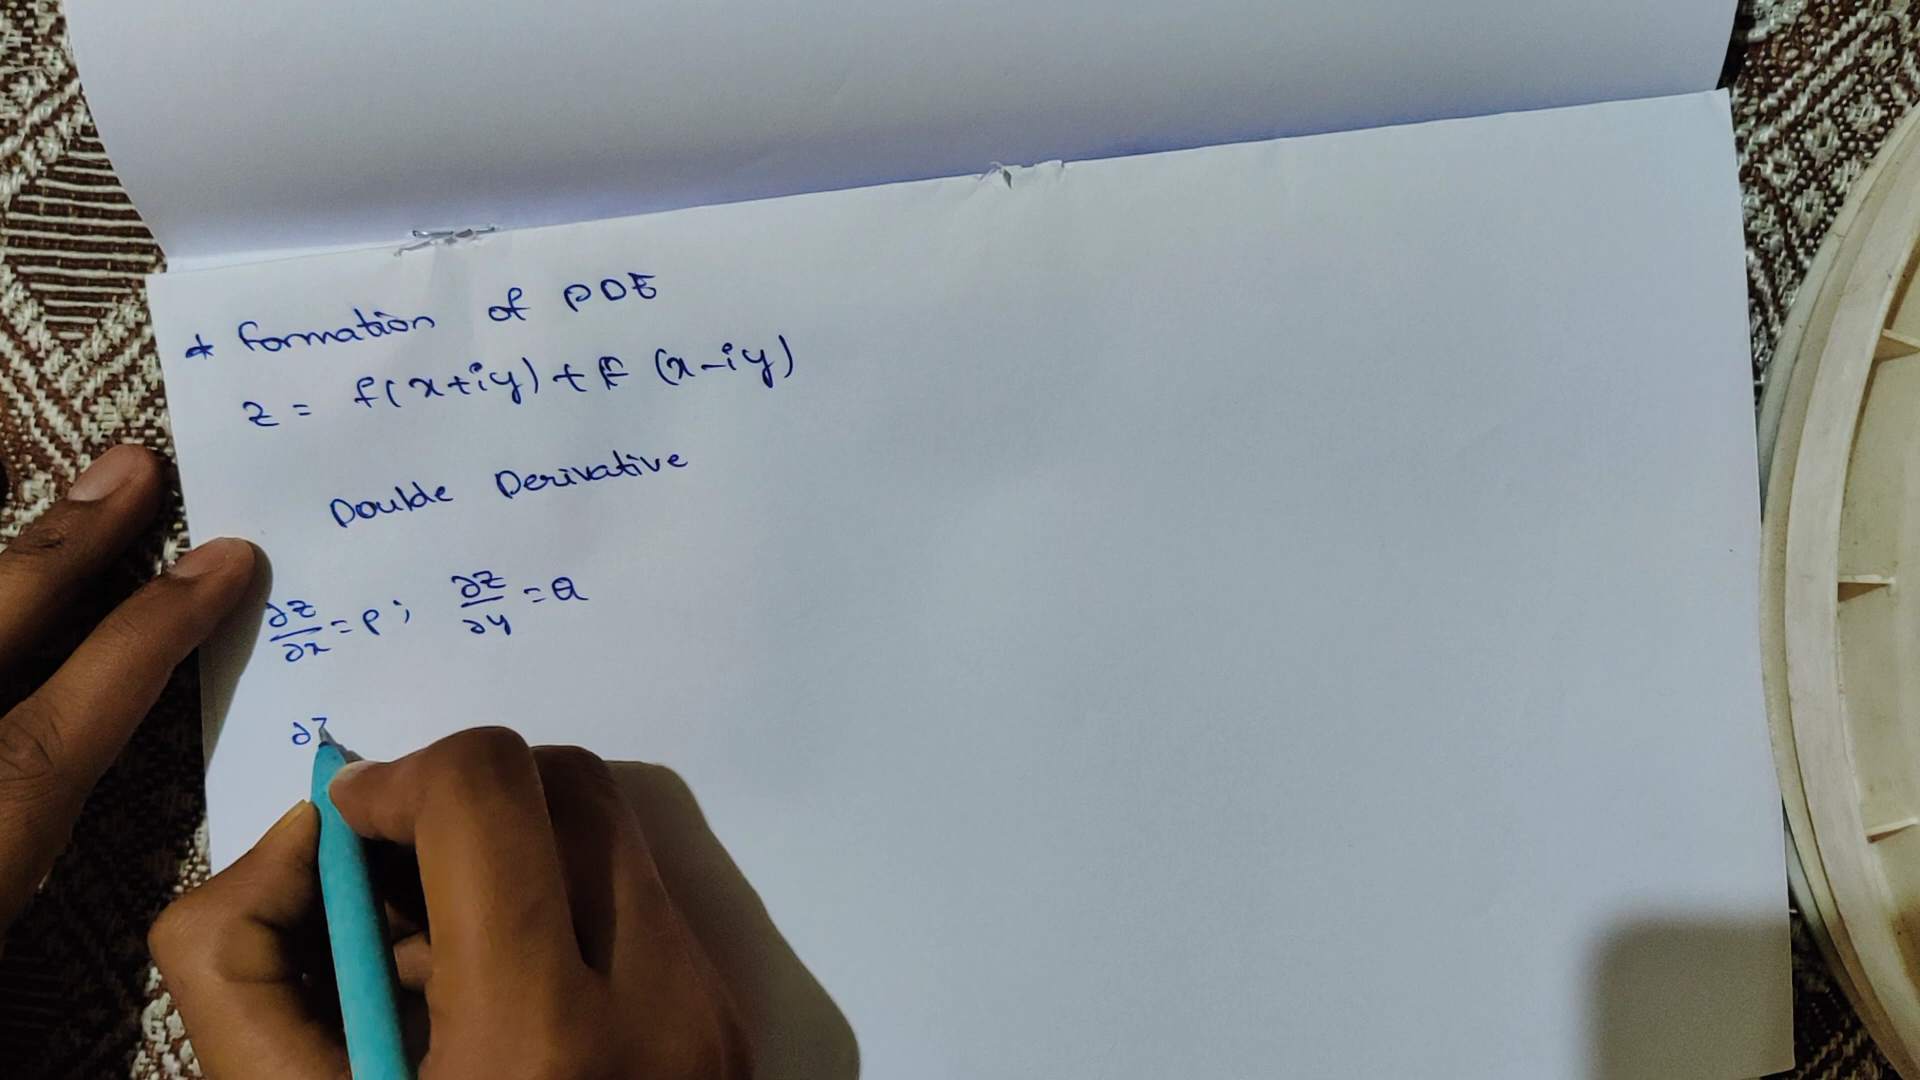 * Formation of PDE
z = f(x+iy) + F (x-iy)
Double Derivative
∂z/∂x = P ; ∂z/∂y = Q
∂z